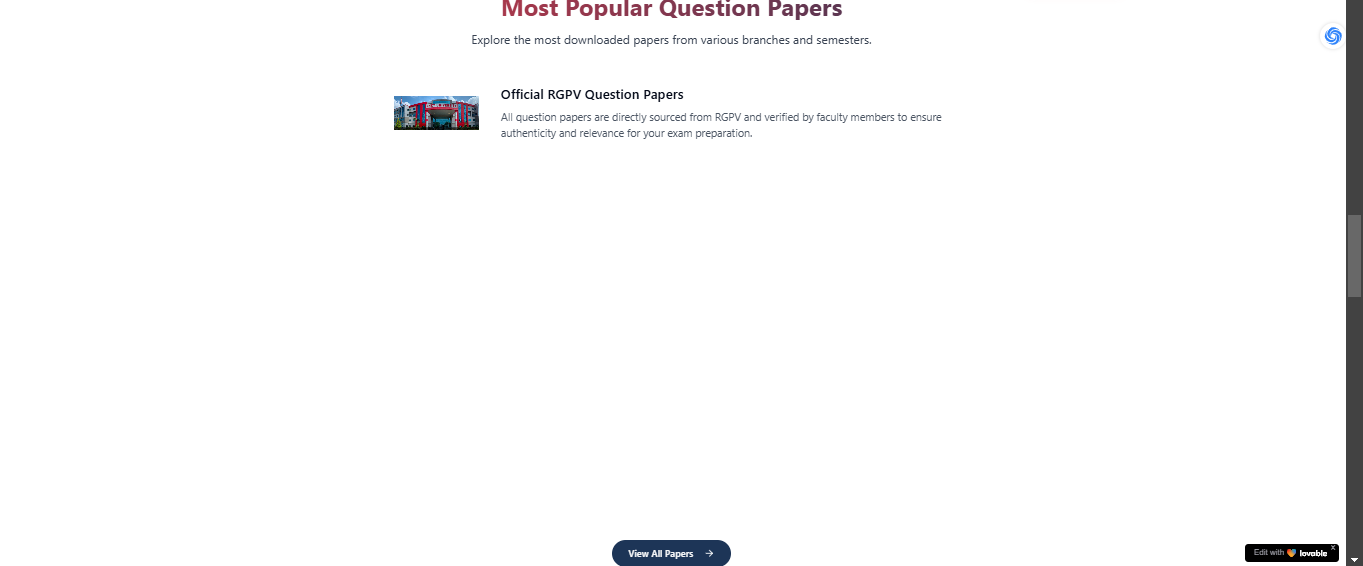 Most Popular Question Papers
Explore the most downloaded papers from various branches and semesters.
Official RGPV Question Papers
All question papers are directly sourced from RGPV and verified by faculty members to ensure
authenticity and relevance for your exam preparation.
View All Papers →
Edit with lovable
x